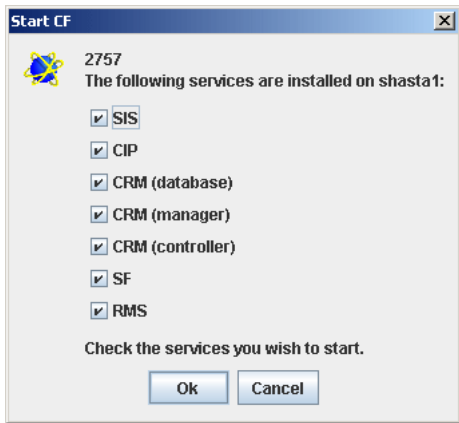 Start CF
2757
The following services are installed on shasta1:
SIS
CIP
CRM (database)
CRM (manager)
CRM (controller)
SF
RMS
Check the services you wish to start.
Ok Cancel